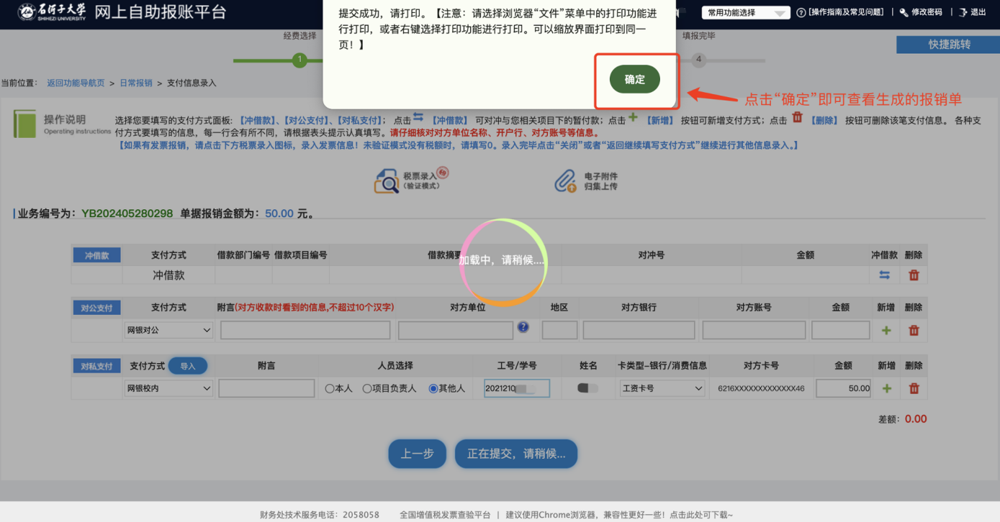 石河子大学
SHIHEZI UNIVERSITY
网上自助报账平台
提交成功，请打印。【注意：请选择浏览器“文件”菜单中的打印功能进
行打印，或者右键选择打印功能进行打印。可以缩放界面打印到同一
页！】
确定
常用功能选择
[操作指南及常见问题] | 修改密码 | 退出
经费选择
填报完毕
1
4
快捷跳转
点击“确定”即可查看生成的报销单
当前位置： 返回功能导航页 > 日常报销 > 支付信息录入
操作说明
Operating instructions
选择您要填写的支付方式面板:【冲借款】、【对公支付】、【对私支付】； 点击 【冲借款】 可对冲与您相关项目下的暂付款；点击 【新增】 按钮可新增支付方式；点击 【删除】 按钮可删除该笔支付信息。 各种支
付方式要填写的信息，每一行会有所不同，请根据表头提示认真填写。请仔细核对对方单位名称、开户行、对方账号等信息。
【如果有发票报销，请点击下方税票录入图标，录入发票信息！未验证模式没有税额时，请填写0。录入完毕点击“关闭”或者“返回继续填写支付方式”继续进行其他信息录入。】
税票录入
（验证模式）
电子附件
归集上传
业务编号为： YB202405280298 单据报销金额为： 50.00 元。
冲借款 支付方式 借款部门编号 借款项目编号 借款摘要 对冲号 金额 冲借款 删除
冲借款
加载中，请稍候....
对公支付 支付方式 附言(对方收款时看到的信息,不超过10个汉字) 对方单位 地区 对方银行 对方账号 金额 新增 删除
网银对公
对私支付 支付方式 导入 附言 人员选择 工号/学号 姓名 卡类型-银行/消费信息 对方卡号 金额 新增 删除
网银校内 本人 项目负责人 其他人 2021210 工资卡号 6216XXXXXXXXXXXXX46 50.00
差额： 0.00
上一步
正在提交，请稍候...
财务处技术服务电话：2058058 全国增值税发票查验平台 | 建议使用Chrome浏览器，兼容性更好一些！点击此处可下载~